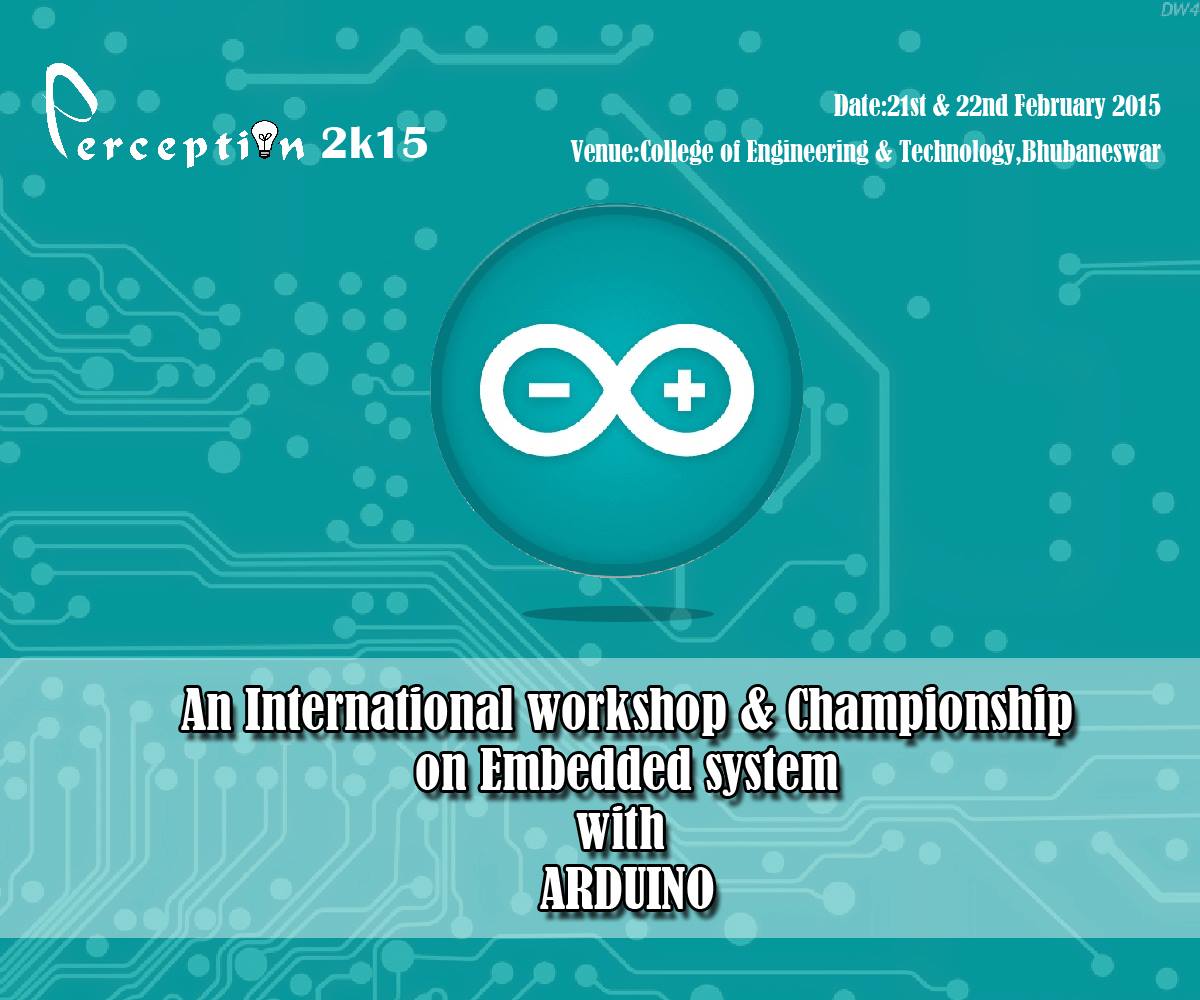 DW4
Perception 2k15
Date:21st & 22nd February 2015
Venue:College of Engineering & Technology,Bhubaneswar
An International workshop & Championship
on Embedded system
with
ARDUINO